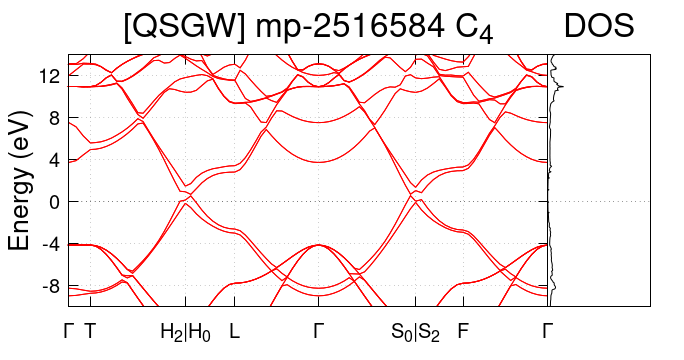 [QSGW] mp-2516584 C4 DOS
Energy (eV)
12
8
4
0
-4
-8
Γ T H2|H0 L Γ S0|S2 F Γ